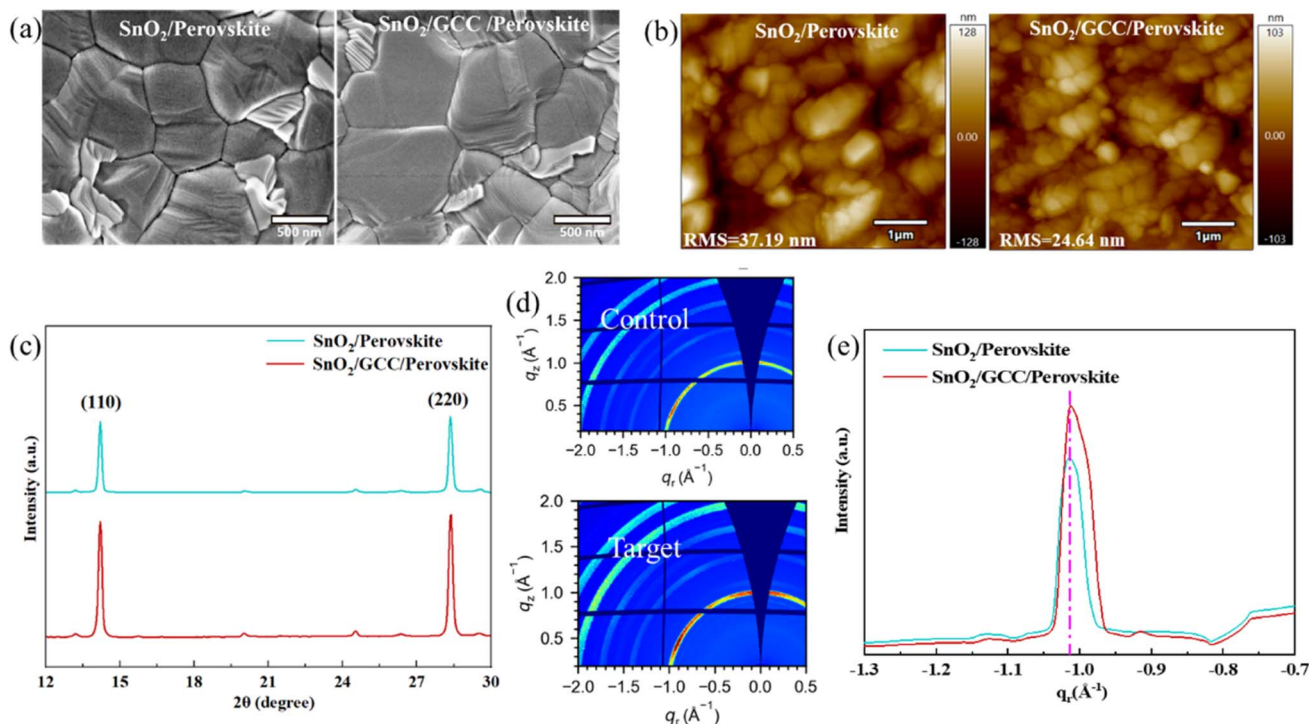 (a)
SnO₂/Perovskite
SnO₂/GCC /Perovskite
500 nm
500 nm
(b)
SnO₂/Perovskite
RMS=37.19 nm
1μm
nm
128
0.00
-128
SnO₂/GCC/Perovskite
RMS=24.64 nm
1μm
nm
103
0.00
-103
(c)
SnO₂/Perovskite
SnO₂/GCC/Perovskite
(110)
(220)
Intensity (a.u.)
12 15 18 21 24 27 30
2θ (degree)
(d)
Control
2.0
1.5
1.0
0.5
q_z (Å⁻¹)
-2.0 -1.5 -1.0 -0.5 0.0 0.5
q_r (Å⁻¹)
Target
2.0
1.5
1.0
0.5
q_z (Å⁻¹)
-2.0 -1.5 -1.0 -0.5 0.0 0.5
q_r (Å⁻¹)
(e)
SnO₂/Perovskite
SnO₂/GCC/Perovskite
Intensity (a.u.)
-1.3 -1.2 -1.1 -1.0 -0.9 -0.8 -0.7
q_r(Å⁻¹)